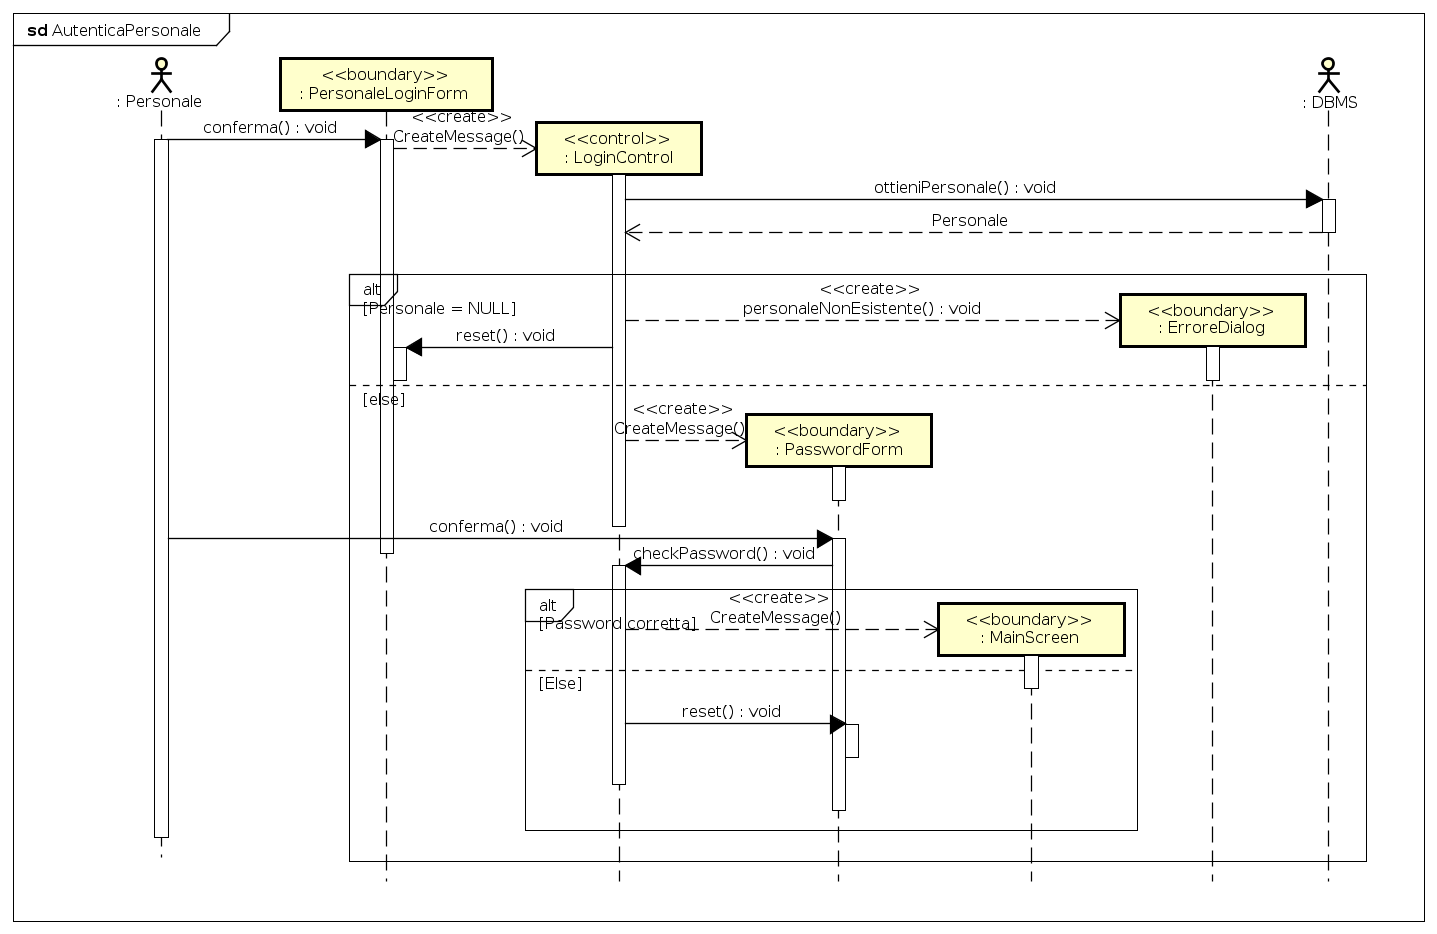 sd AutenticaPersonale
: Personale
<<boundary>>
: PersonaleLoginForm
: DBMS
conferma() : void
<<create>>
CreateMessage()
<<control>>
: LoginControl
ottieniPersonale() : void
Personale
alt
[Personale = NULL]
<<create>>
personaleNonEsistente() : void
<<boundary>>
: ErroreDialog
reset() : void
[else]
<<create>>
CreateMessage()
<<boundary>>
: PasswordForm
conferma() : void
checkPassword() : void
alt
[Password corretta]
<<create>>
CreateMessage()
<<boundary>>
: MainScreen
[Else]
reset() : void